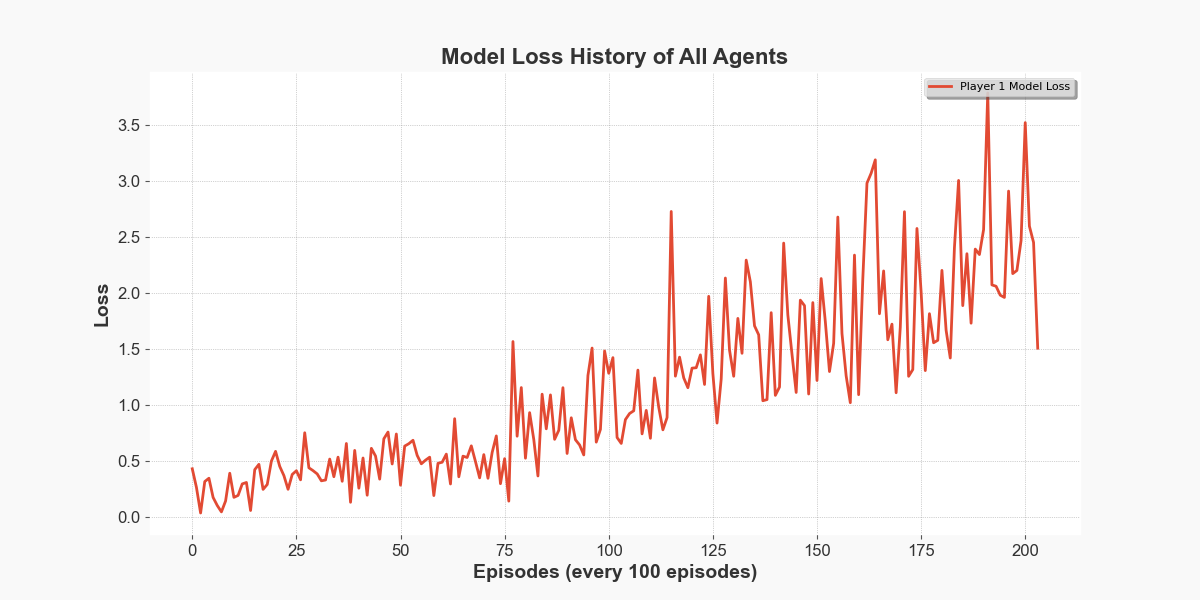 Model Loss History of All Agents
Player 1 Model Loss
3.5
3.0
2.5
2.0
1.5
1.0
0.5
0.0
Loss
0 25 50 75 100 125 150 175 200
Episodes (every 100 episodes)